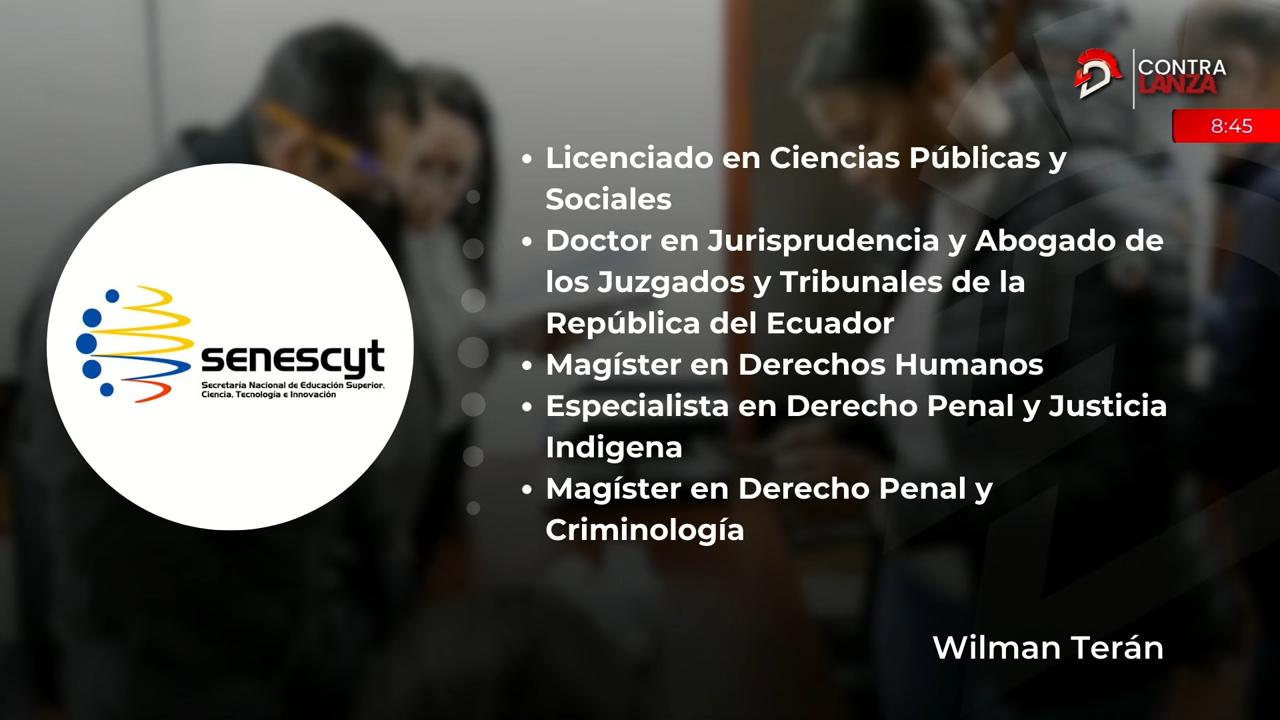 CONTRA
LANZA
8:45
senescyt
Secretaría Nacional de Educación Superior,
Ciencia, Tecnología e Innovación
• Licenciado en Ciencias Públicas y
Sociales
• Doctor en Jurisprudencia y Abogado de
los Juzgados y Tribunales de la
República del Ecuador
• Magíster en Derechos Humanos
• Especialista en Derecho Penal y Justicia
Indigena
• Magíster en Derecho Penal y
Criminología
Wilman Terán